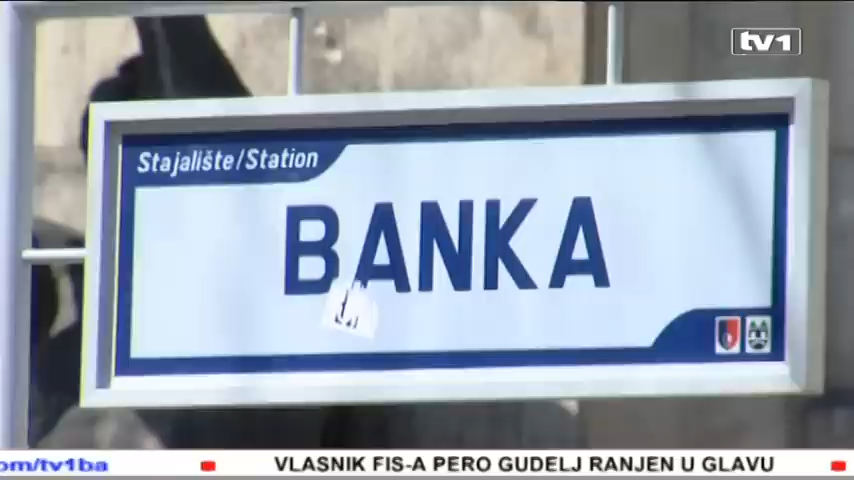 tv1
Stajalište/Station
BANKA
om/tv1ba
VLASNIK FIS-A PERO GUDELJ RANJEN U GLAVU